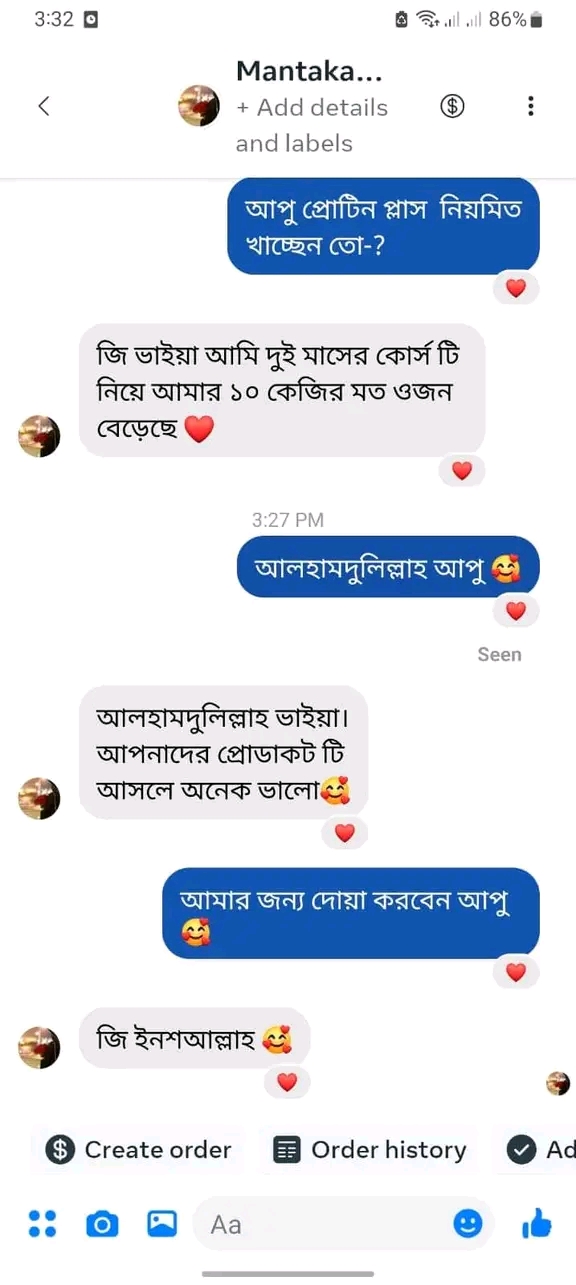 3:32
86%
Mantaka...
+ Add details
and labels
আপু প্রোটিন প্লাস নিয়মিত
খাচ্ছেন তো-?
❤️
জি ভাইয়া আমি দুই মাসের কোর্স টি
নিয়ে আমার ১০ কেজির মত ওজন
বেড়েছে ❤️
❤️
3:27 PM
আলহামদুলিল্লাহ আপু 🥰
❤️
Seen
আলহামদুলিল্লাহ ভাইয়া।
আপনাদের প্রোডাকট টি
আসলে অনেক ভালো🥰
❤️
আমার জন্য দোয়া করবেন আপু
🥰
❤️
জি ইনশআল্লাহ 🥰
❤️
Create order
Order history
Ad
Aa